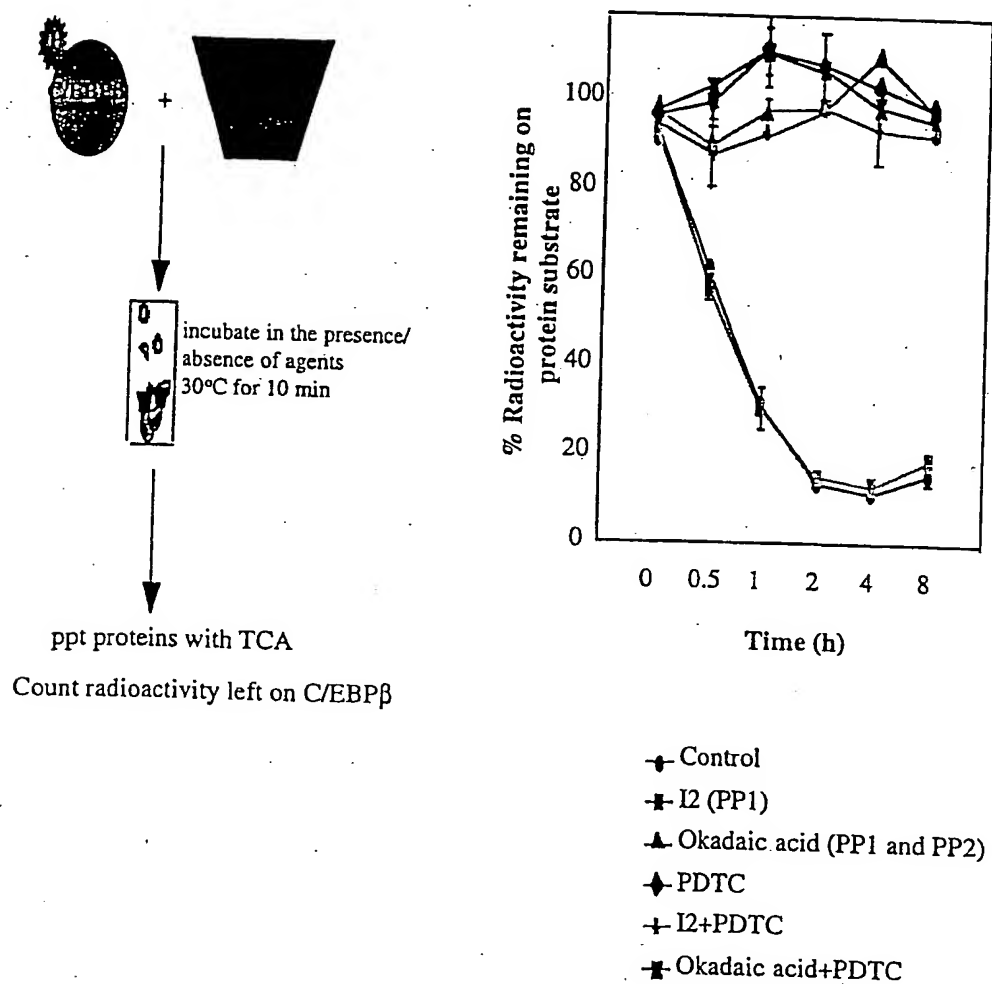 C/EBPβ
+
incubate in the presence/
absence of agents
30°C for 10 min
ppt proteins with TCA
Count radioactivity left on C/EBPβ
% Radioactivity remaining on
protein substrate
100
80
60
40
20
0
0 0.5 1 2 4 8
Time (h)
Control
I2 (PP1)
Okadaic acid (PP1 and PP2)
PDTC
I2+PDTC
Okadaic acid+PDTC